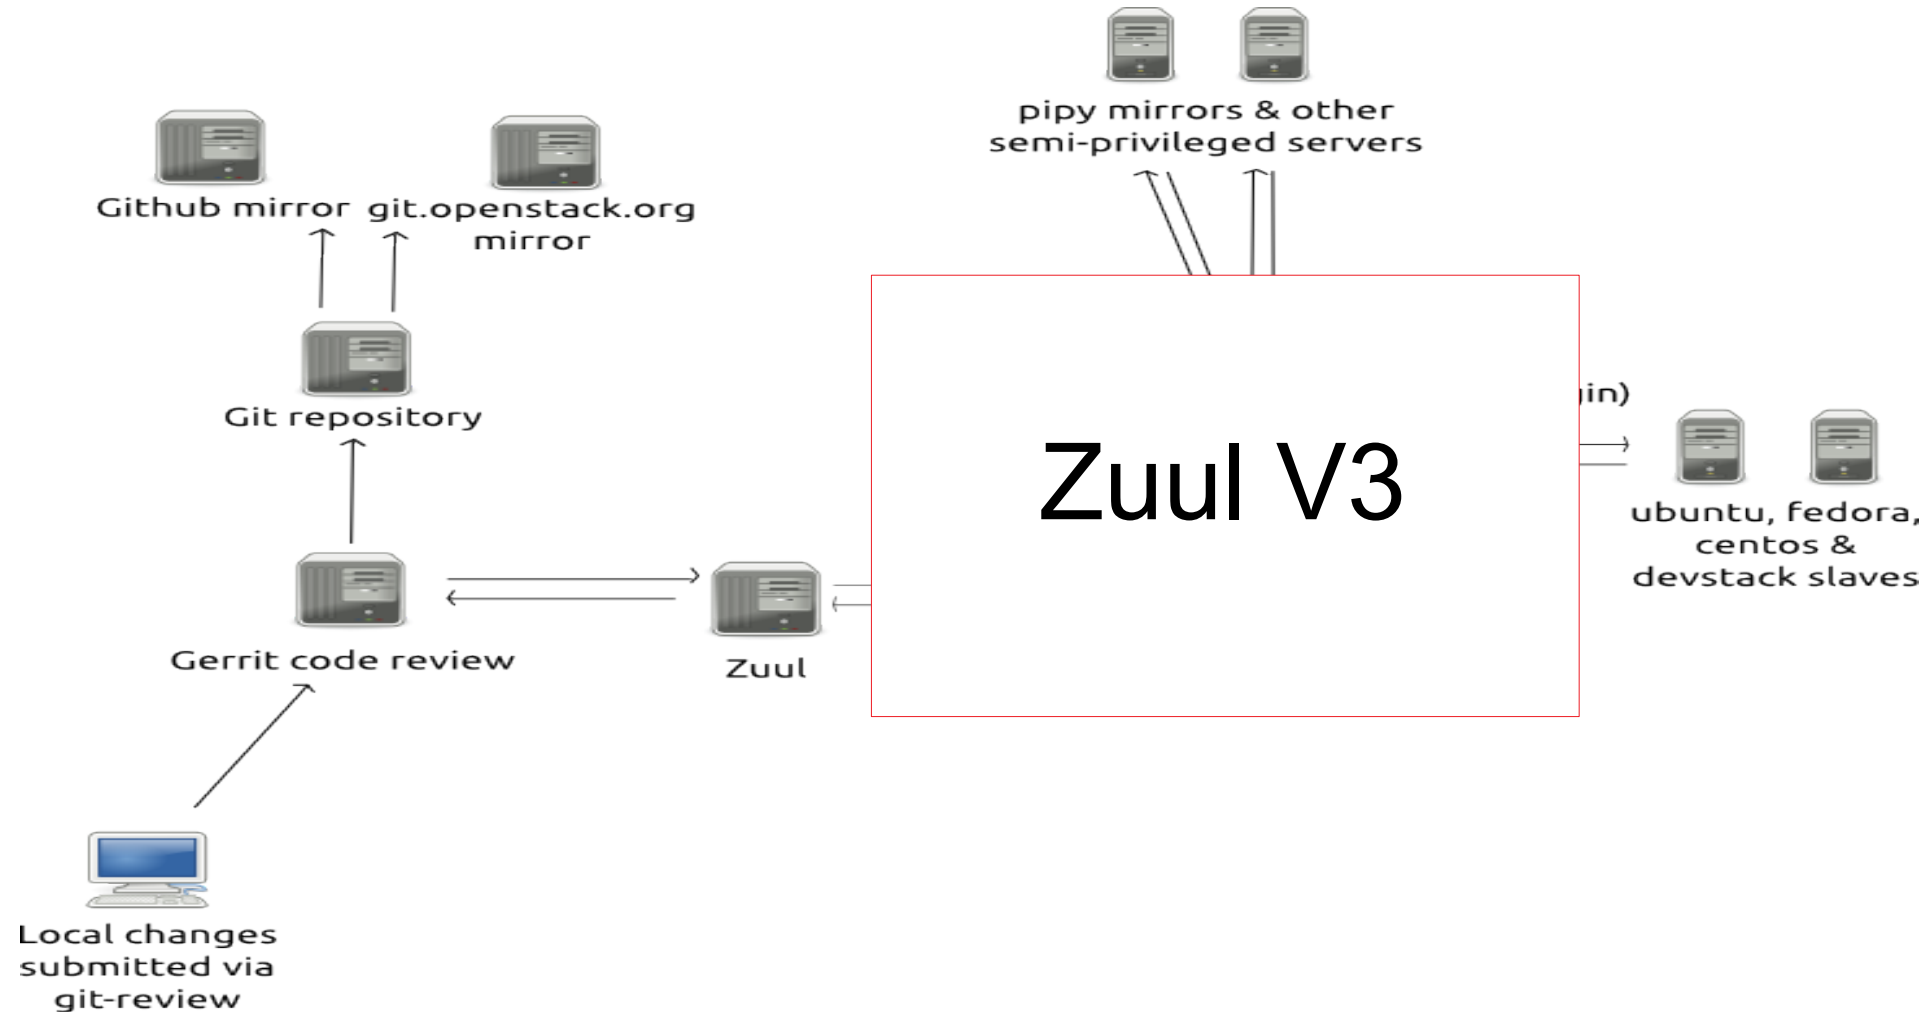 pipy mirrors & other
semi-privileged servers
Github mirror
git.openstack.org
mirror
Git repository
Zuul V3
ubuntu, fedora,
centos &
devstack slaves
Gerrit code review
Zuul
Local changes
submitted via
git-review